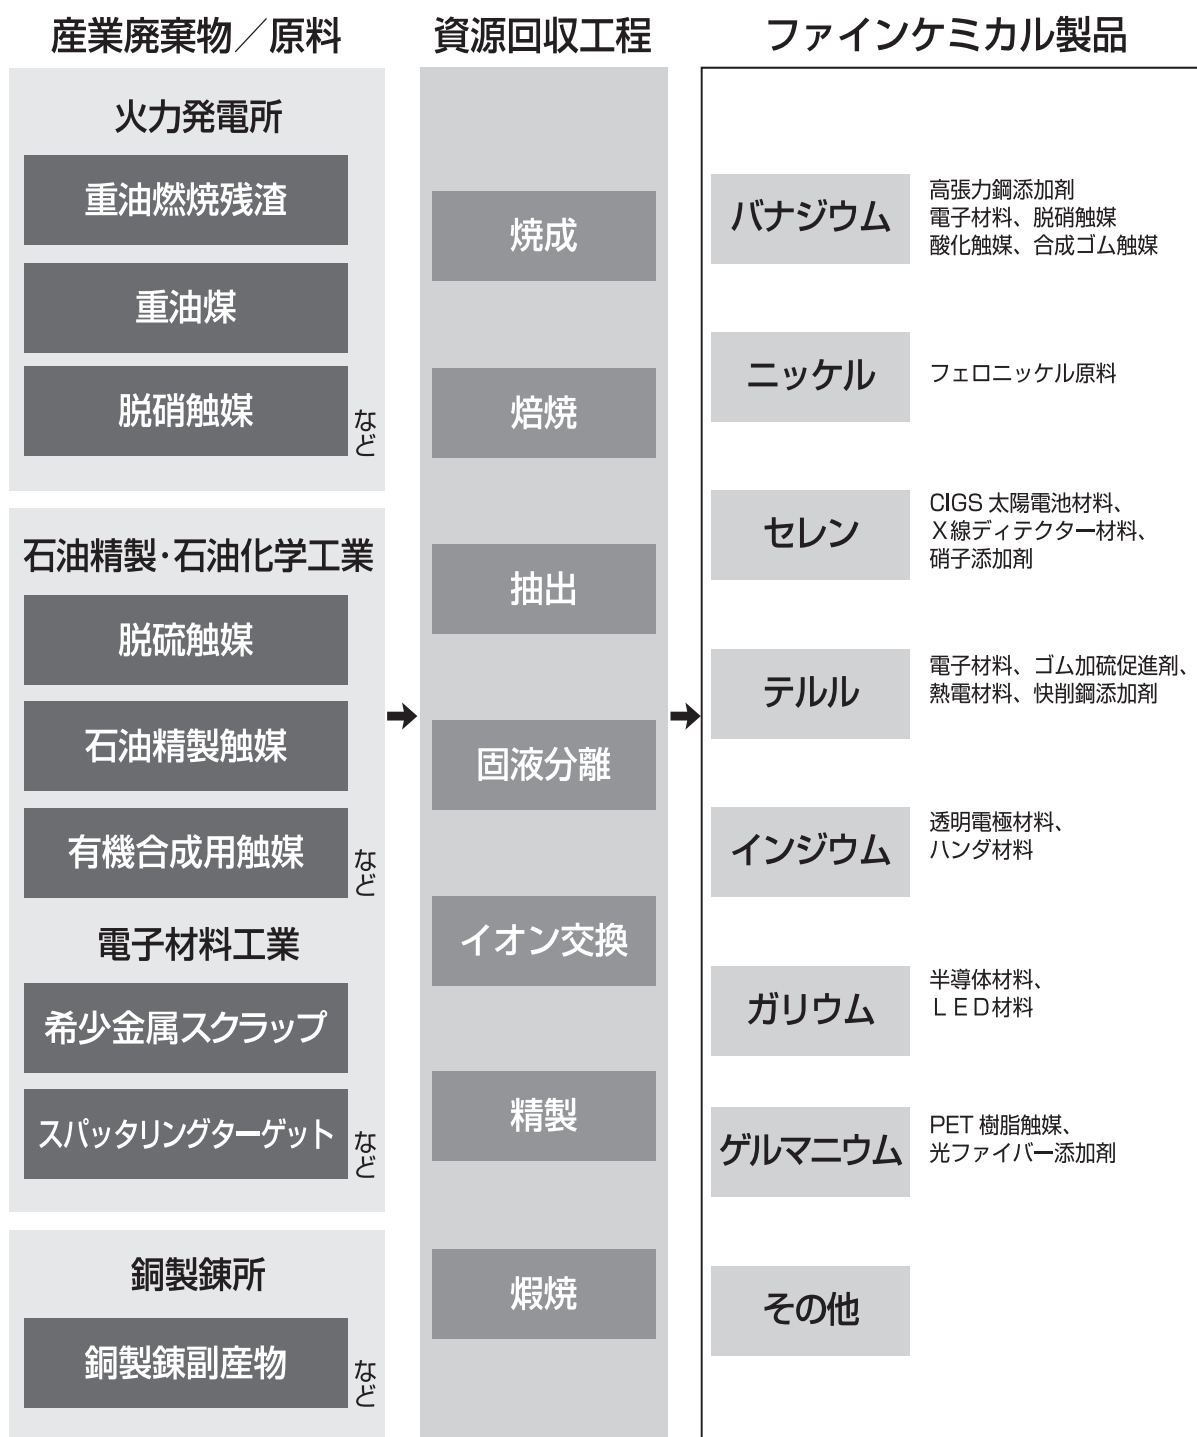 産業廃棄物／原料
火力発電所
重油燃焼残渣
重油煤
脱硝触媒
など
石油精製・石油化学工業
脱硫触媒
石油精製触媒
有機合成用触媒
など
電子材料工業
希少金属スクラップ
スパッタリングターゲット
など
銅製錬所
銅製錬副産物
など
資源回収工程
焼成
焙焼
抽出
固液分離
イオン交換
精製
煆焼
ファインケミカル製品
バナジウム
高張力鋼添加剤
電子材料、脱硝触媒
酸化触媒、合成ゴム触媒
ニッケル
フェロニッケル原料
セレン
CIGS 太陽電池材料、
Ｘ線ディテクター材料、
硝子添加剤
テルル
電子材料、ゴム加硫促進剤、
熱電材料、快削鋼添加剤
インジウム
透明電極材料、
ハンダ材料
ガリウム
半導体材料、
ＬＥＤ材料
ゲルマニウム
PET 樹脂触媒、
光ファイバー添加剤
その他